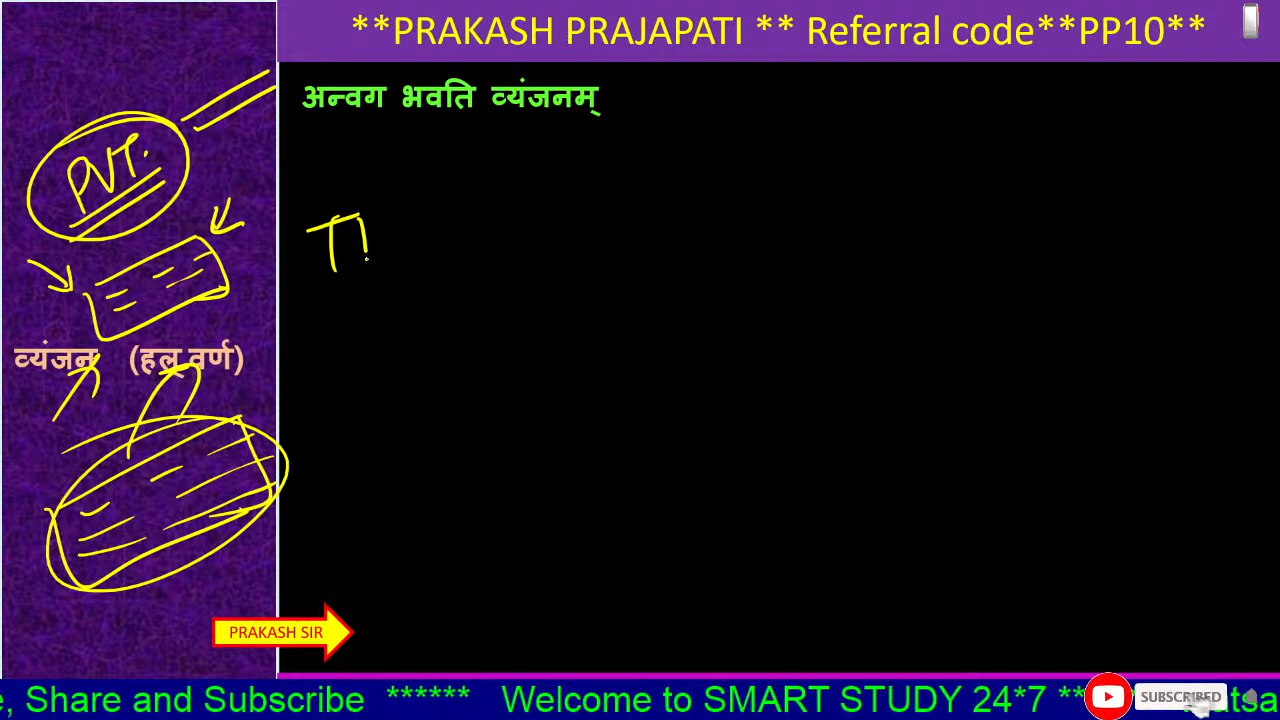 **PRAKASH PRAJAPATI ** Referral code**PP10**
अन्वग भवति व्यंजनम्
PVT.
व्यंजन (हल् वर्ण)
PRAKASH SIR
e, Share and Subscribe ****** Welcome to SMART STUDY 24*7 **
SUBSCRIBED